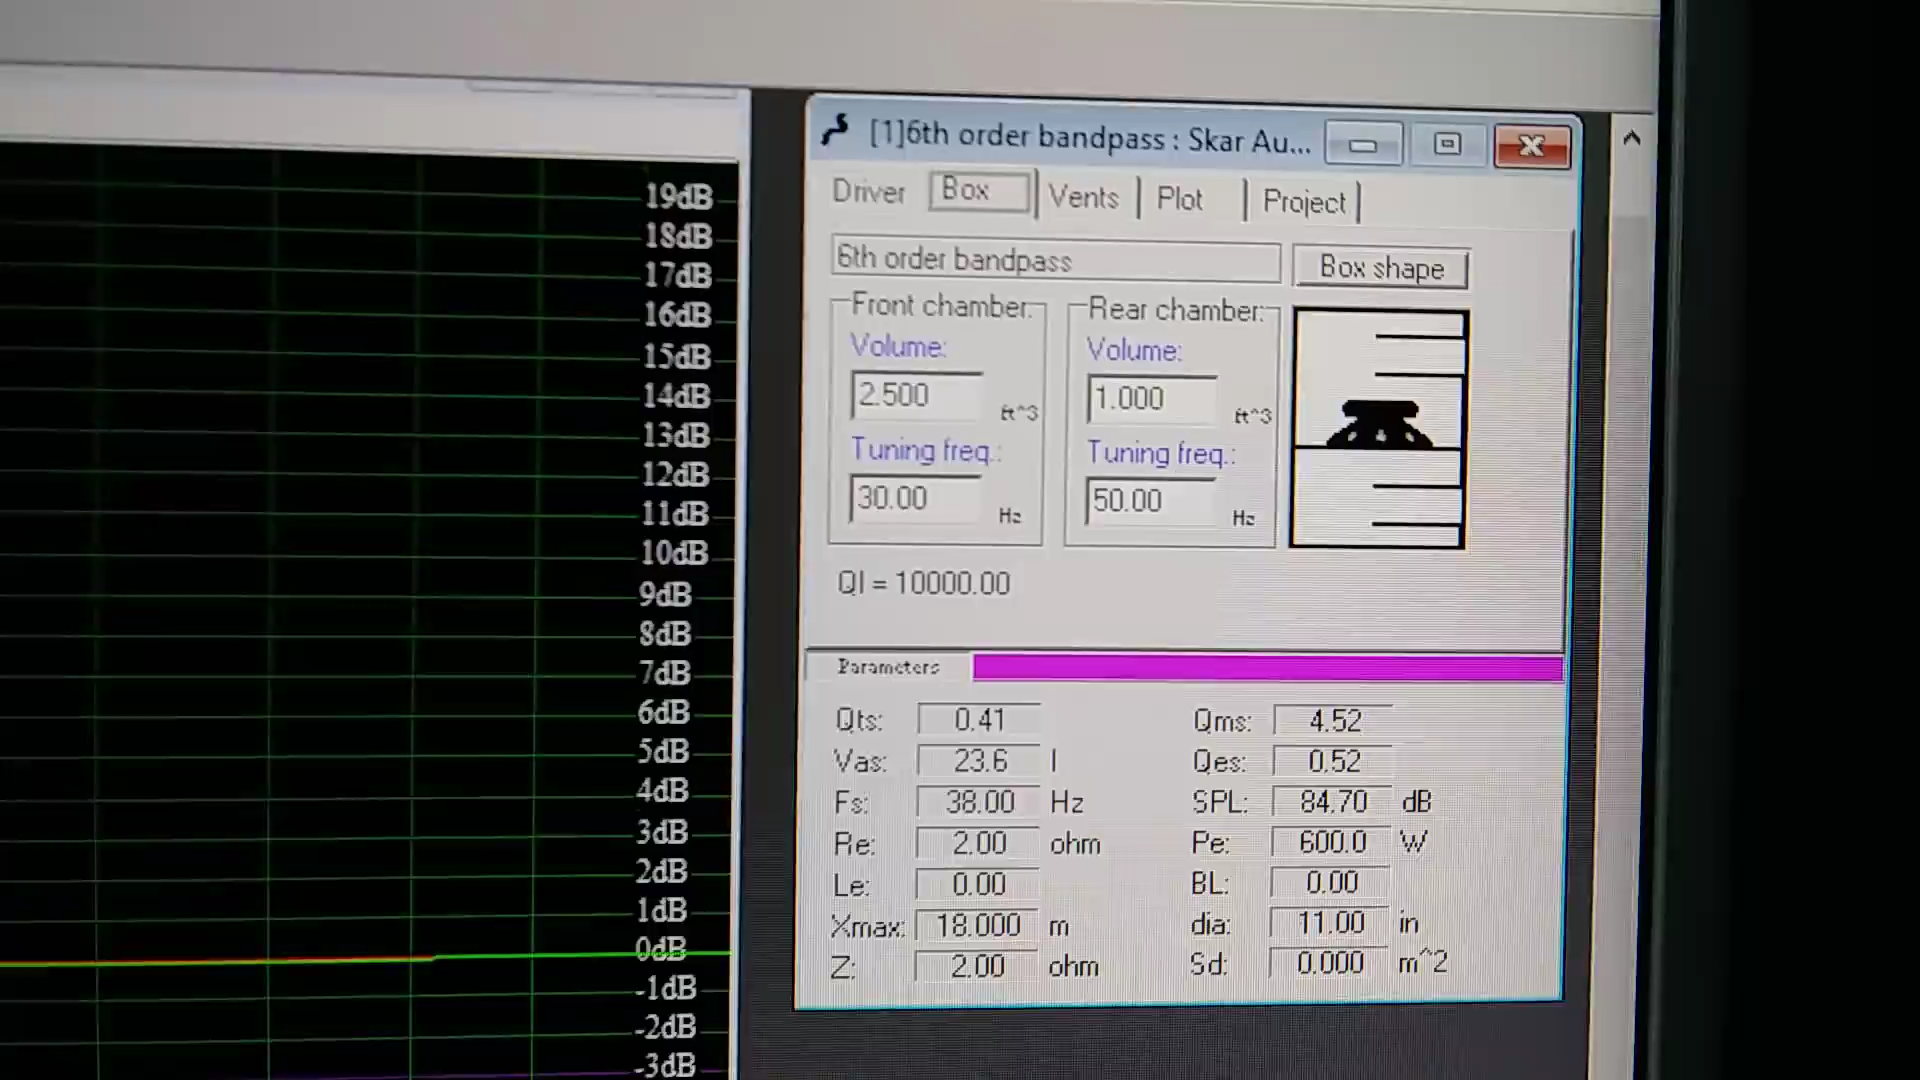 19dB
18dB
17dB
16dB
15dB
14dB
13dB
12dB
11dB
10dB
9dB
8dB
7dB
6dB
5dB
4dB
3dB
2dB
1dB
0dB
-1dB
-2dB
-3dB
[1]6th order bandpass : Skar Au...
Driver Box Vents Plot Project
6th order bandpass Box shape
Front chamber: Rear chamber:
Volume: Volume:
2.500 ft^3 1.000 ft^3
Tuning freq.: Tuning freq.:
30.00 Hz 50.00 Hz
Ql = 10000.00
Parameters
Qts: 0.41 Qms: 4.52
Vas: 23.6 l Qes: 0.52
Fs: 38.00 Hz SPL: 84.70 dB
Re: 2.00 ohm Pe: 600.0 W
Le: 0.00 BL: 0.00
Xmax: 18.000 m dia: 11.00 in
Z: 2.00 ohm Sd: 0.000 m^2